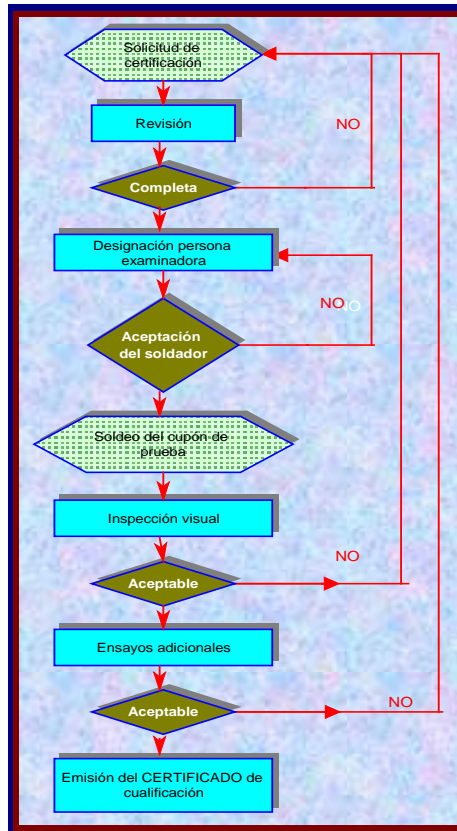 Solicitud de
certificación
Revisión
NO
Completa
Designación persona
examinadora
NO
NO
Aceptación
del soldador
Soldeo del cupón de
prueba
Inspección visual
NO
Aceptable
Ensayos adicionales
NO
Aceptable
Emisión del CERTIFICADO de
cualificación